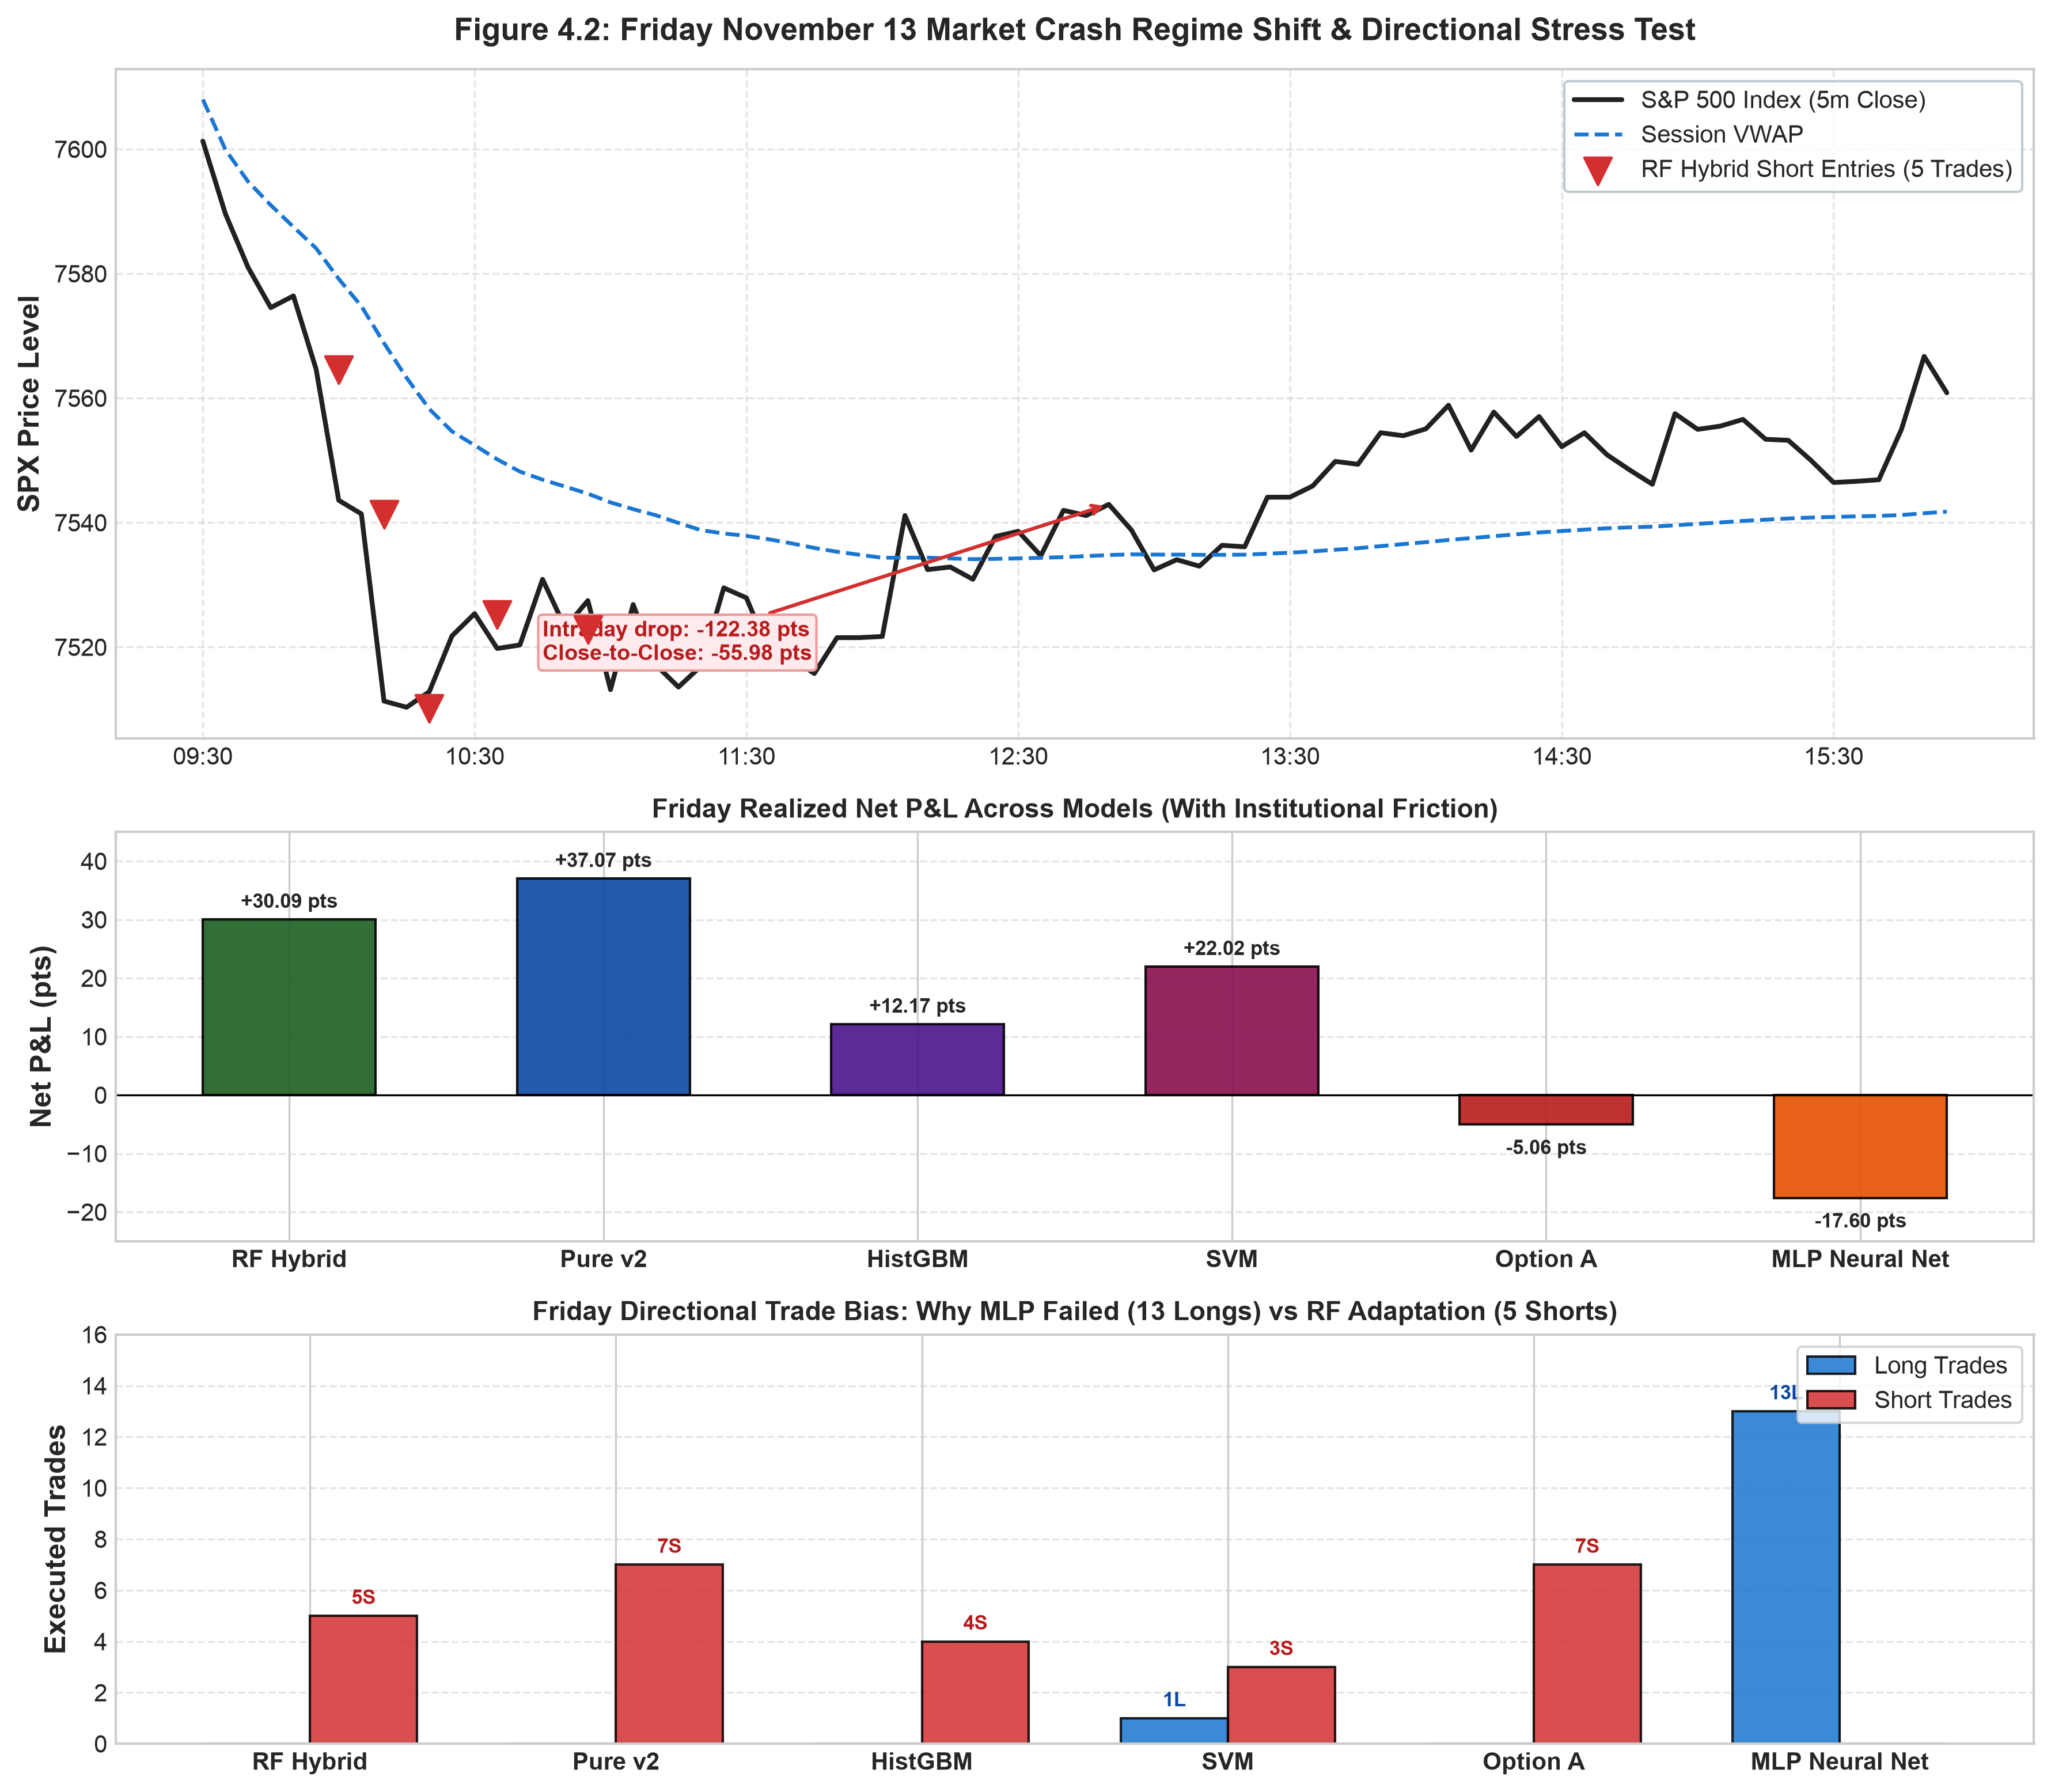 Figure 4.2: Friday November 13 Market Crash Regime Shift & Directional Stress Test
SPX Price Level
7600
7580
7560
7540
7520
S&P 500 Index (5m Close)
Session VWAP
RF Hybrid Short Entries (5 Trades)
Intraday drop: -122.38 pts
Close-to-Close: -55.98 pts
09:30 10:30 11:30 12:30 13:30 14:30 15:30
Friday Realized Net P&L Across Models (With Institutional Friction)
Net P&L (pts)
40
30
20
10
0
−10
−20
+30.09 pts
+37.07 pts
+12.17 pts
+22.02 pts
-5.06 pts
-17.60 pts
RF Hybrid Pure v2 HistGBM SVM Option A MLP Neural Net
Friday Directional Trade Bias: Why MLP Failed (13 Longs) vs RF Adaptation (5 Shorts)
Executed Trades
16
14
12
10
8
6
4
2
0
Long Trades
Short Trades
5S
7S
4S
1L
3S
7S
13L
RF Hybrid Pure v2 HistGBM SVM Option A MLP Neural Net